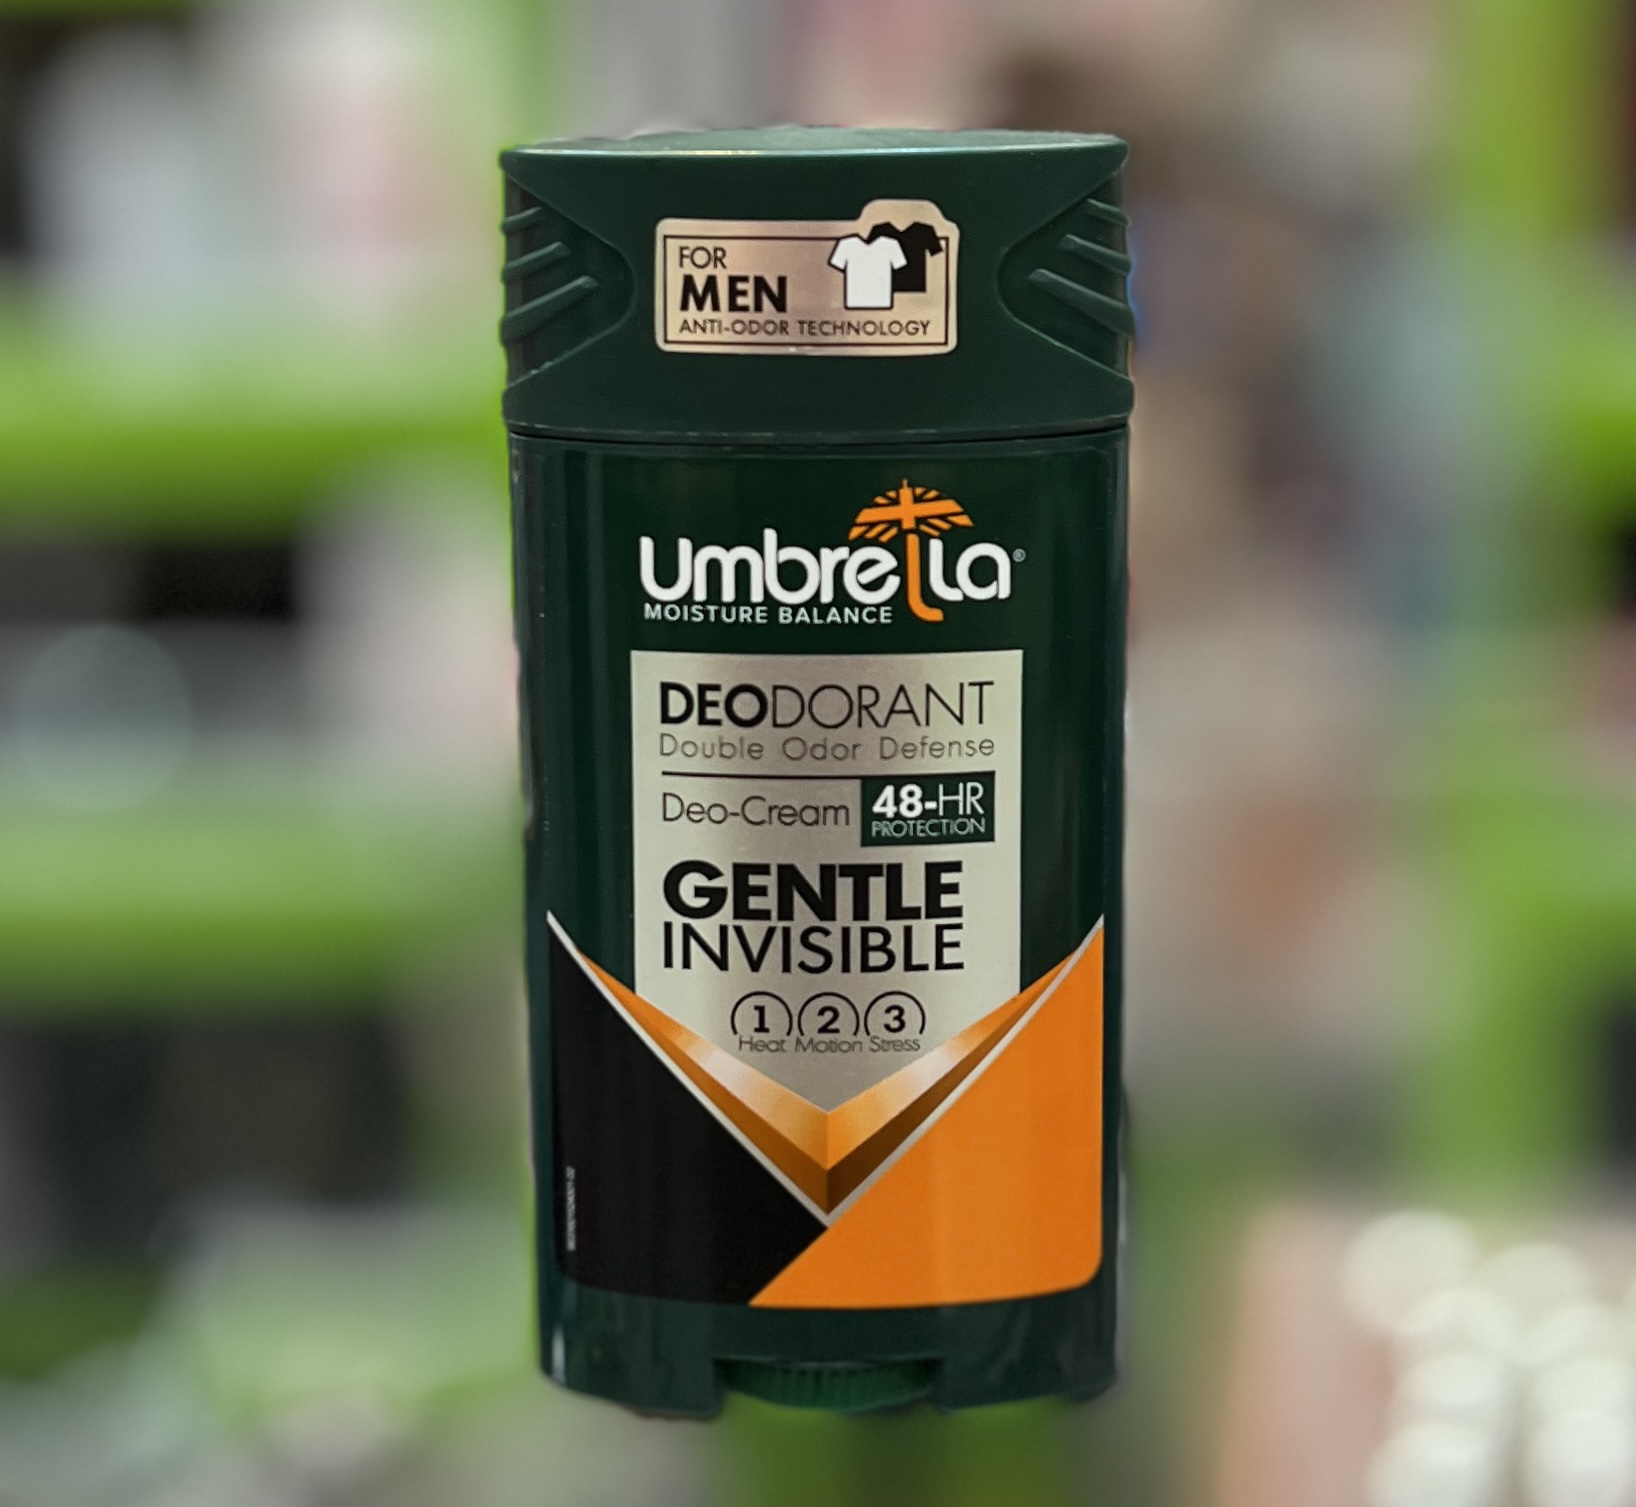 FOR
MEN
ANTI-ODOR TECHNOLOGY
umbrella®
MOISTURE BALANCE
DEODORANT
Double Odor Defense
Deo-Cream 48-HR
PROTECTION
GENTLE
INVISIBLE
1 2 3
Heat Motion Stress